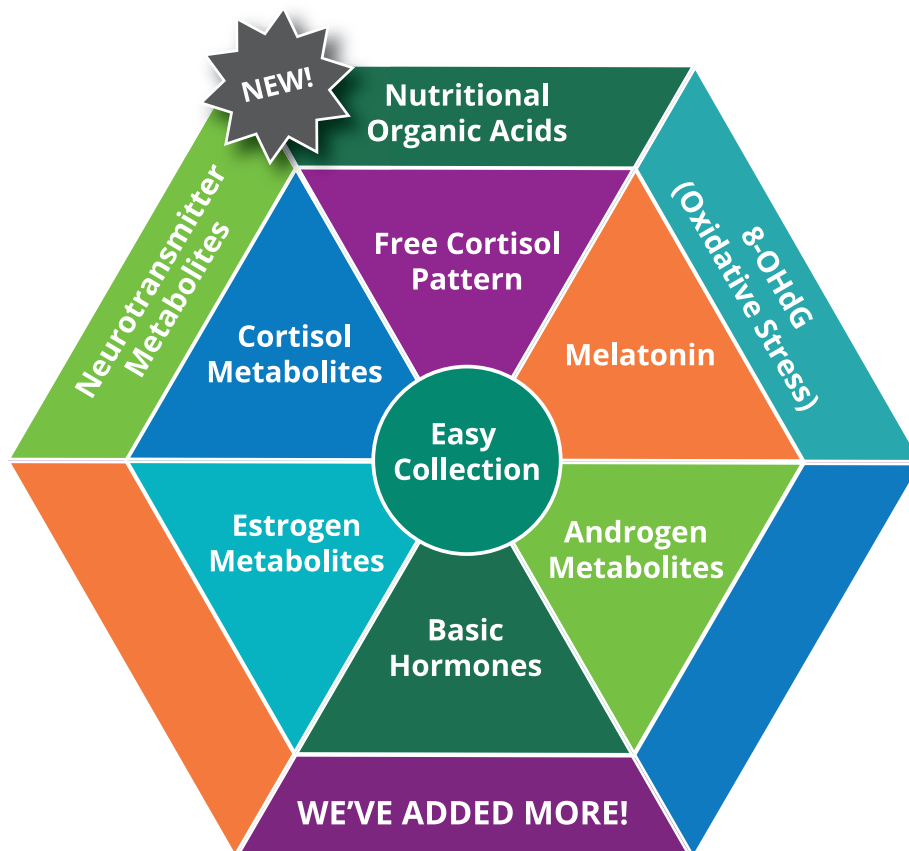 NEW!
Nutritional
Organic Acids
Neurotransmitter
Metabolites
8-OHdG
(Oxidative Stress)
Free Cortisol
Pattern
Cortisol
Metabolites
Melatonin
Easy
Collection
Estrogen
Metabolites
Androgen
Metabolites
Basic
Hormones
WE’VE ADDED MORE!